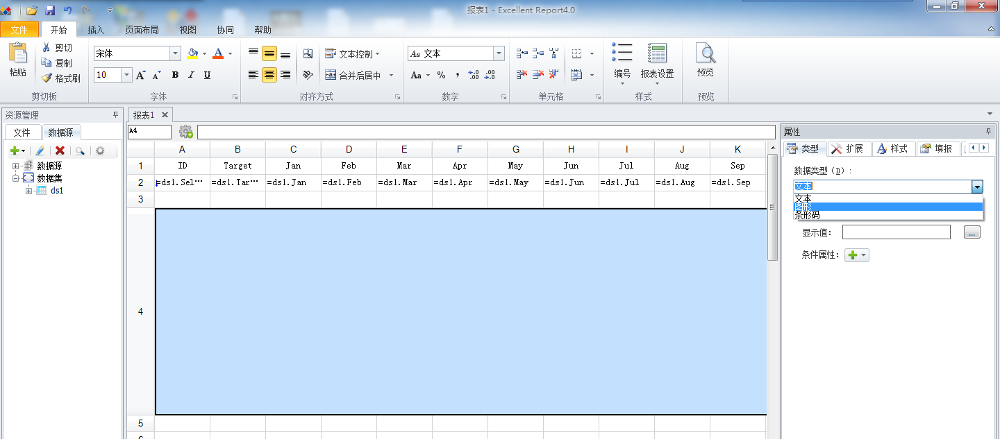 报表1 - Excellent Report4.0
文件 开始 插入 页面布局 视图 协同 帮助
粘贴 剪切 复制 格式刷
宋体
10 A A B I U
文本控制
合并后居中
Aa 文本
Aa % , .00 .00
编号 报表设置 预览
剪切板 字体 对齐方式 数字 单元格 样式 预览
资源管理
文件 数据源
数据源
数据集
ds1
报表1
A4
A B C D E F G H I J K
1 ID Target Jan Feb Mar Apr May Jun Jul Aug Sep
2 =ds1.Sel… =ds1.Tar… =ds1.Jan =ds1.Feb =ds1.Mar =ds1.Apr =ds1.May =ds1.Jun =ds1.Jul =ds1.Aug =ds1.Sep
3
4
5
属性
类型 扩展 样式 填报
数据类型(D):
文本
文本
图形
条形码
显示值: ...
条件属性: